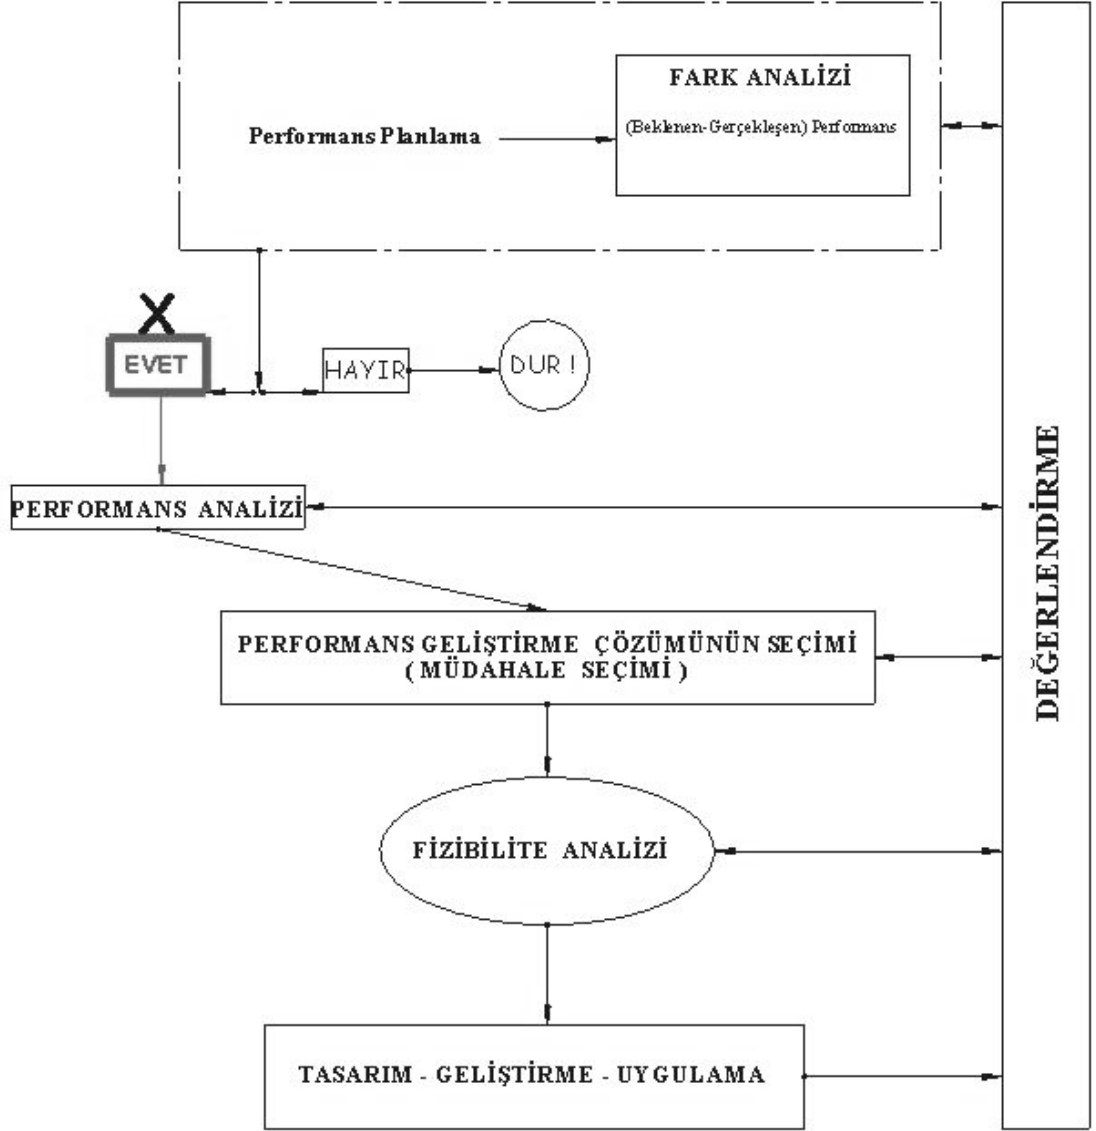 FARK ANALİZİ
(Beklenen-Gerçekleşen) Performans
Performans Planlama
X
EVET
HAYIR
DUR !
PERFORMANS ANALİZİ
PERFORMANS GELİŞTİRME ÇÖZÜMÜNÜN SEÇİMİ
( MÜDAHALE SEÇİMİ )
FİZİBİLİTE ANALİZİ
TASARIM - GELİŞTİRME - UYGULAMA
DEĞERLENDİRME